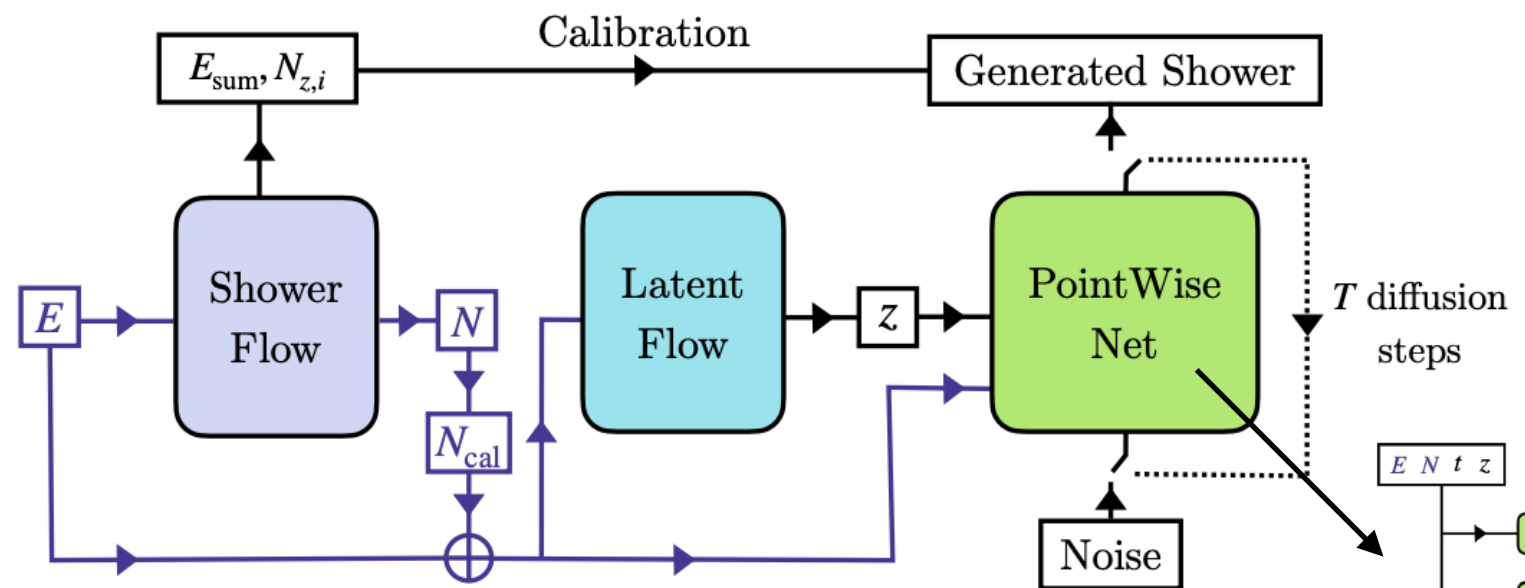 Calibration
E_sum, N_z,i
Generated Shower
E
Shower
Flow
N
N_cal
Latent
Flow
z
PointWise
Net
T diffusion
steps
E N t z
Noise